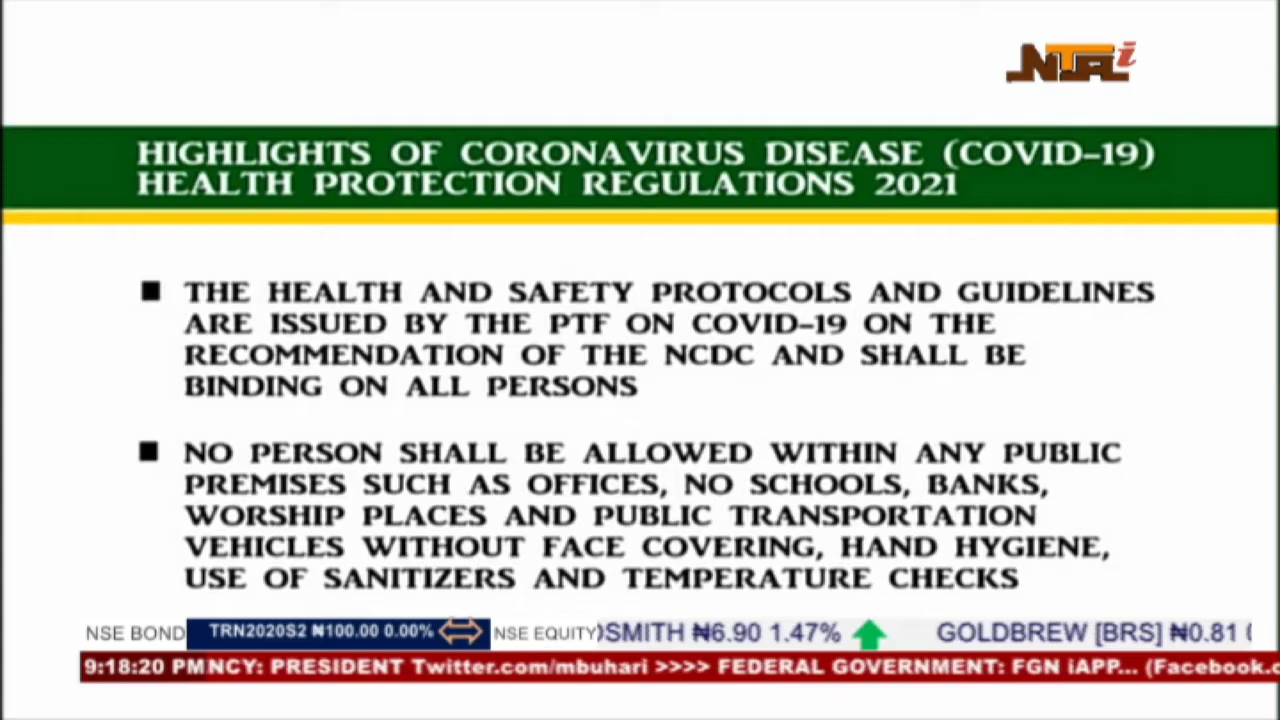 NTAi
HIGHLIGHTS OF CORONAVIRUS DISEASE (COVID-19)
HEALTH PROTECTION REGULATIONS 2021
■ THE HEALTH AND SAFETY PROTOCOLS AND GUIDELINES
ARE ISSUED BY THE PTF ON COVID-19 ON THE
RECOMMENDATION OF THE NCDC AND SHALL BE
BINDING ON ALL PERSONS
■ NO PERSON SHALL BE ALLOWED WITHIN ANY PUBLIC
PREMISES SUCH AS OFFICES, NO SCHOOLS, BANKS,
WORSHIP PLACES AND PUBLIC TRANSPORTATION
VEHICLES WITHOUT FACE COVERING, HAND HYGIENE,
USE OF SANITIZERS AND TEMPERATURE CHECKS
NSE BOND TRN2020S2 ₦100.00 0.00% NSE EQUITY SMITH ₦6.90 1.47% GOLDBREW [BRS] ₦0.81
9:18:20 PM NCY: PRESIDENT Twitter.com/mbuhari >>>> FEDERAL GOVERNMENT: FGN iAPP... (Facebook.c